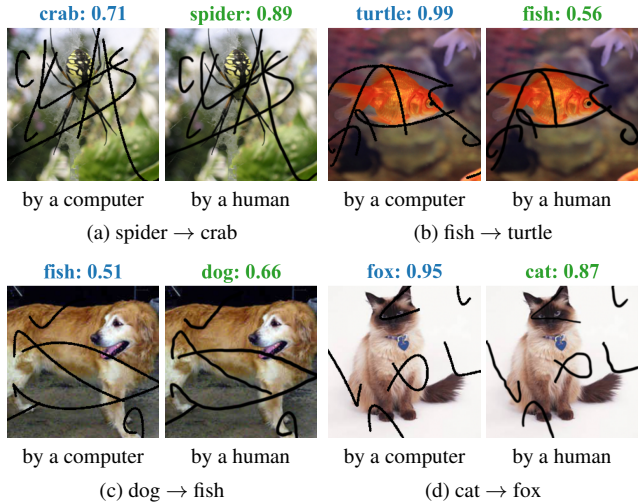 crab: 0.71 spider: 0.89 turtle: 0.99 fish: 0.56
by a computer by a human by a computer by a human
(a) spider → crab (b) fish → turtle
fish: 0.51 dog: 0.66 fox: 0.95 cat: 0.87
by a computer by a human by a computer by a human
(c) dog → fish (d) cat → fox